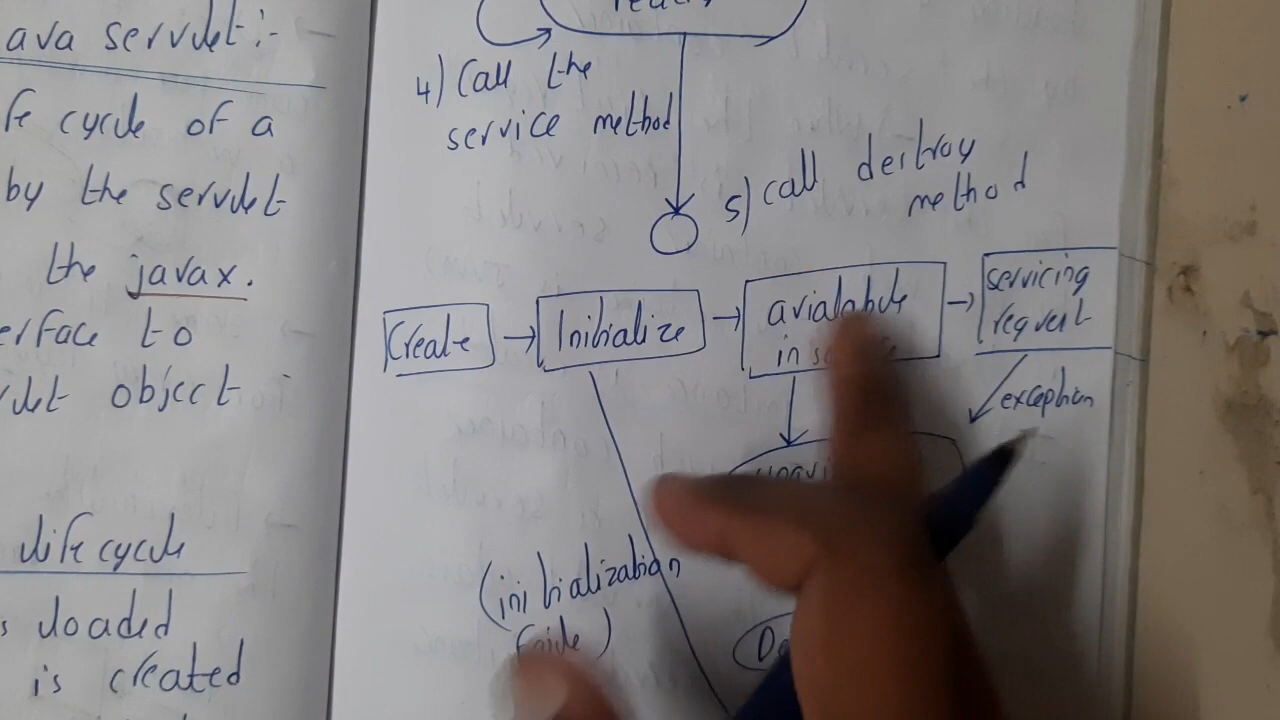 ava servlet :-
fe cycle of a
by the servlet
the javax.
erface to
vlet object
life cycle
s loaded
is created
4) Call the
service method
5) call destroy
method
Create
Initialize
avialable
in
servicing
request
exception
(initialization